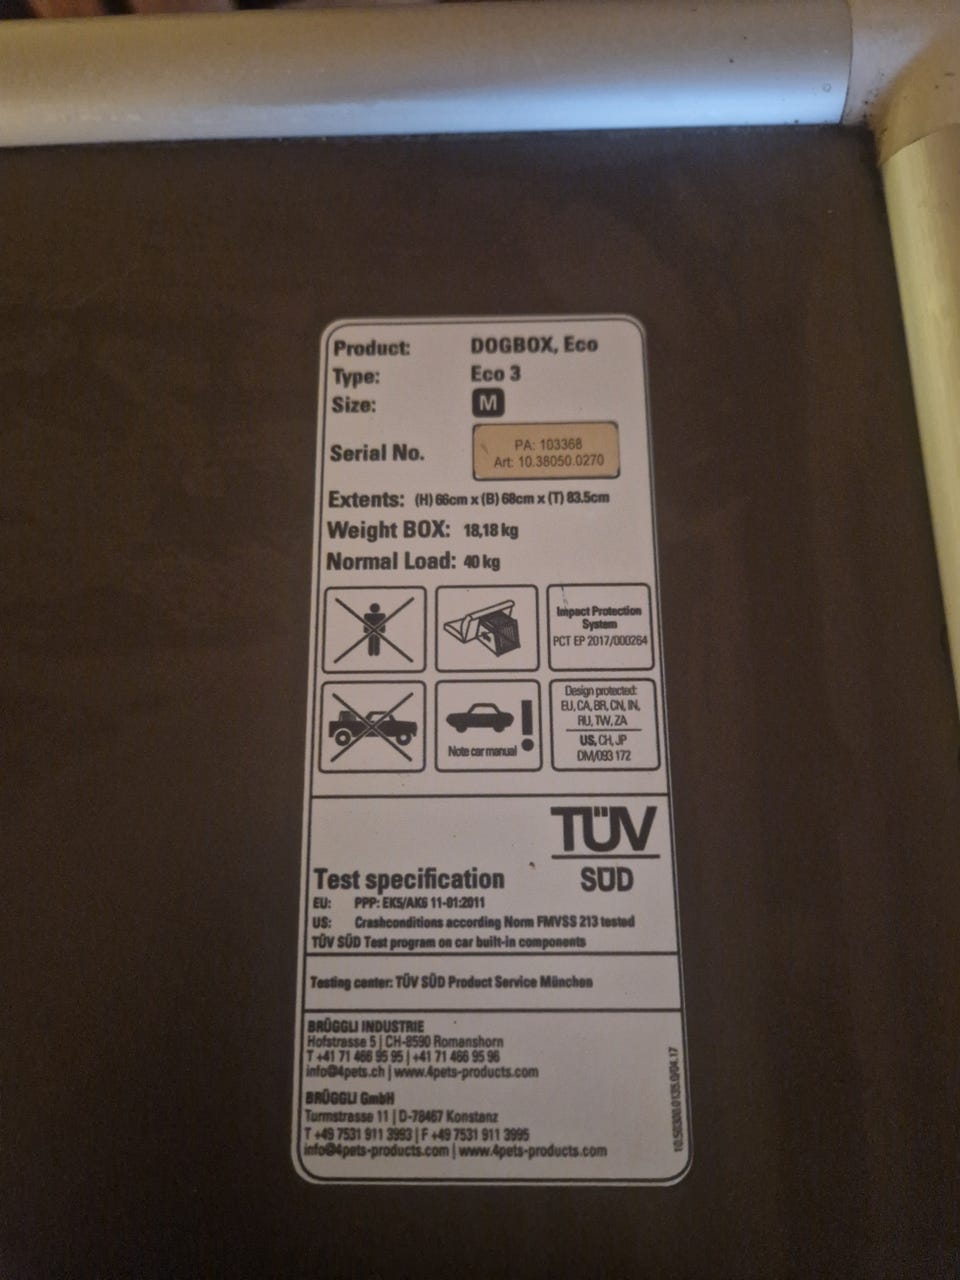 Product: DOGBOX, Eco
Type: Eco 3
Size: M
Serial No. PA: 103368
Art: 10.38050.0270
Extents: (H) 66cm x (B) 68cm x (T) 83.5cm
Weight BOX: 18,18 kg
Normal Load: 40 kg
Impact Protection
System
PCT EP 2017/000264
Note car manual !
Design protected:
EU, CA, BR, CN, IN,
RU, TW, ZA
US, CH, JP
DM/093 172
TÜV
SÜD
Test specification
EU: PPP: EK5/AK6 11-01:2011
US: Crashconditions according Norm FMVSS 213 tested
TÜV SÜD Test program on car built-in components
Testing center: TÜV SÜD Product Service München
BRÜGGLI INDUSTRIE
Hofstrasse 5 | CH-8590 Romanshorn
T +41 71 466 95 95 | +41 71 466 95 96
info@4pets.ch | www.4pets-products.com
BRÜGGLI GmbH
Turmstrasse 11 | D-78467 Konstanz
T +49 7531 911 3993 | F +49 7531 911 3995
info@4pets-products.com | www.4pets-products.com
10.50300.0135.0/04.17